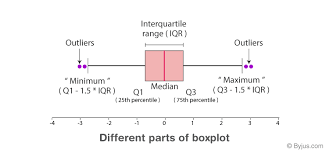 Interquartile
range ( IQR)
Outliers
Outliers
“ Minimum ”
( Q1 - 1.5 * IQR )
Q1
( 25th percentile )
Median
Q3
( 75th percentile )
“ Maximum ”
( Q3 - 1.5 * IQR )
-4 -3 -2 -1 0 1 2 3 4
Different parts of boxplot
© Byjus.com